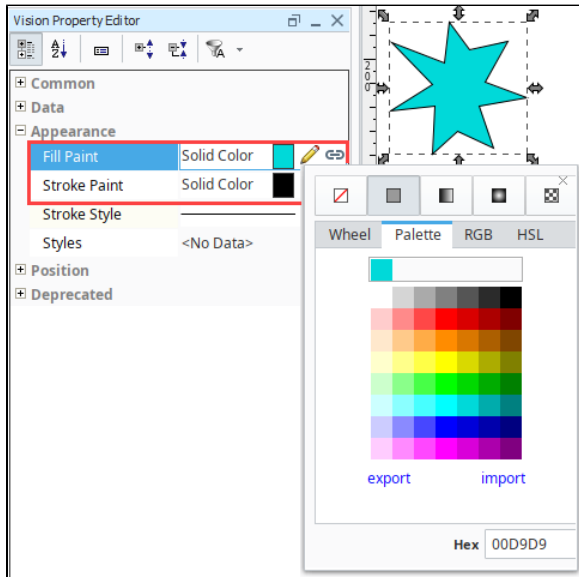 Vision Property Editor
Common
Data
Appearance
Fill Paint Solid Color
Stroke Paint Solid Color
Stroke Style
Styles <No Data>
Position
Deprecated
200
Wheel Palette RGB HSL
export import
Hex 00D9D9